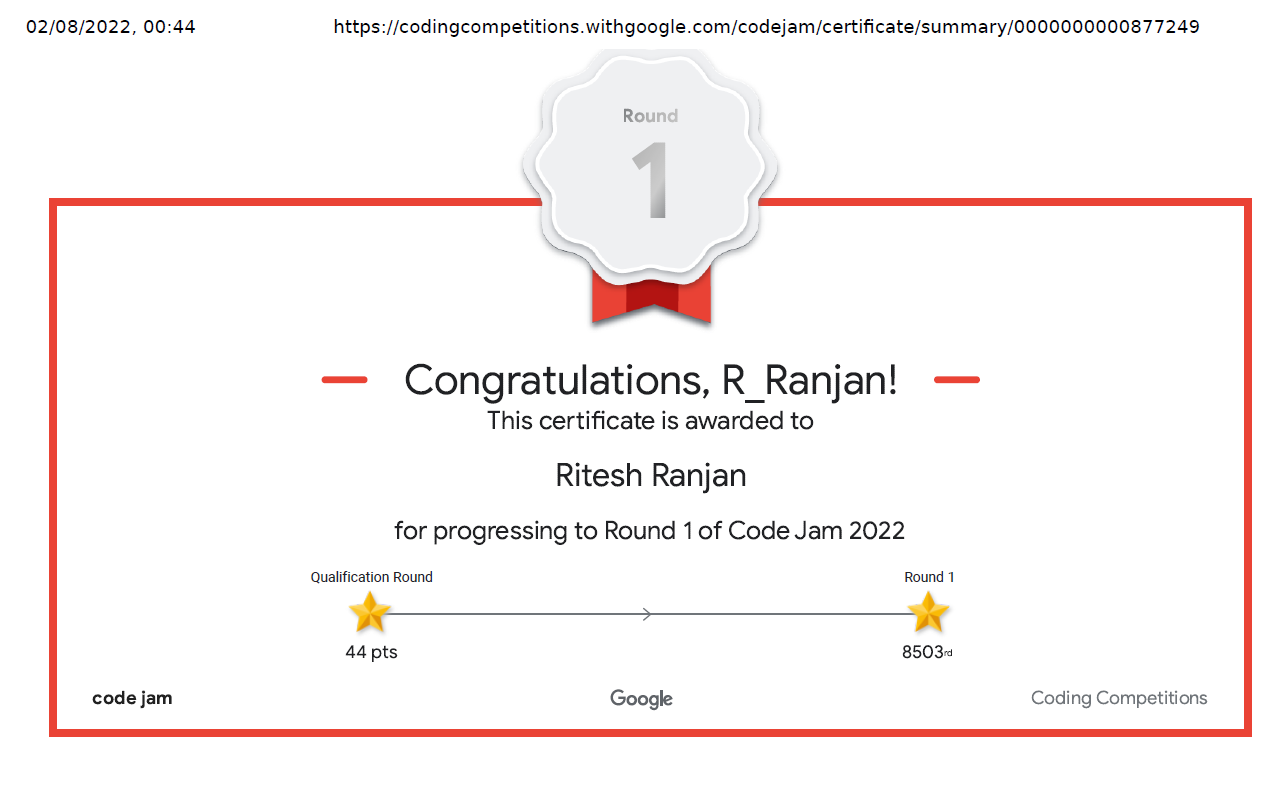 02/08/2022, 00:44 https://codingcompetitions.withgoogle.com/codejam/certificate/summary/0000000000877249
Round
1
Congratulations, R_Ranjan!
This certificate is awarded to
Ritesh Ranjan
for progressing to Round 1 of Code Jam 2022
Qualification Round Round 1
44 pts 8503rd
code jam Google Coding Competitions